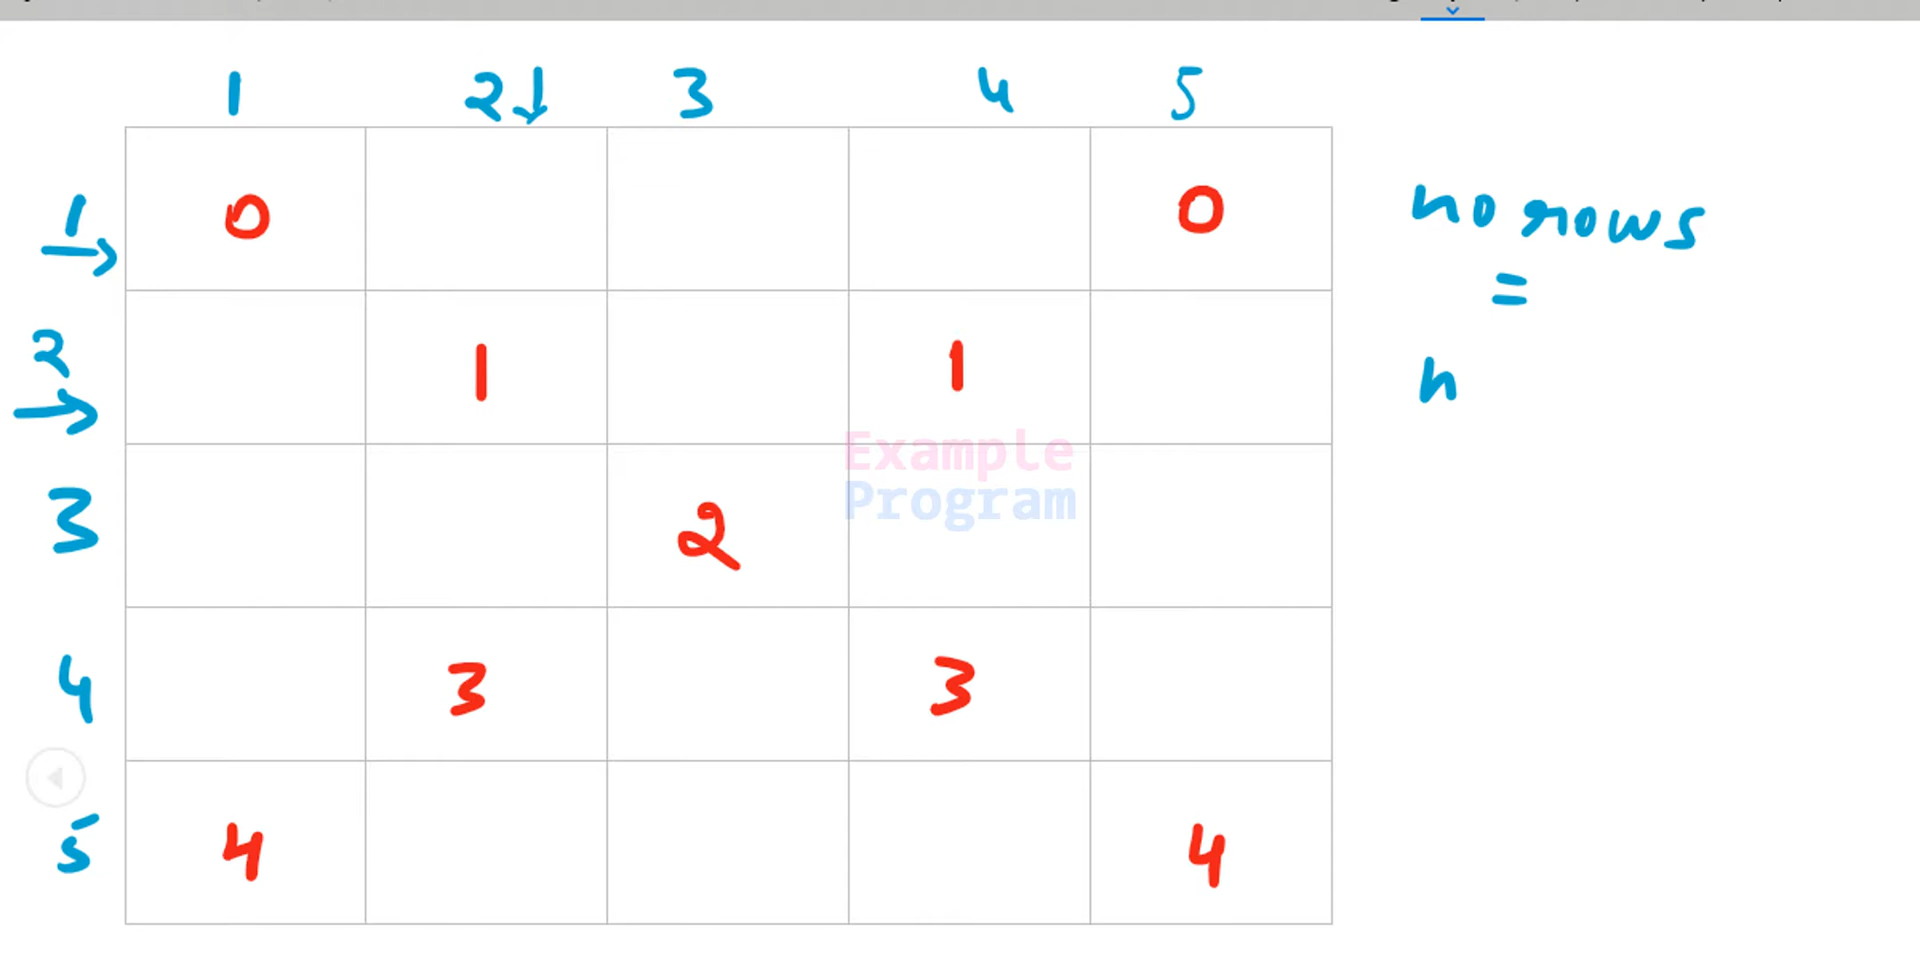 1 2 3 4 5
1 0 0 no rows
=
2 1 1 n
Example
Program
3 2
4 3 3
5 4 4